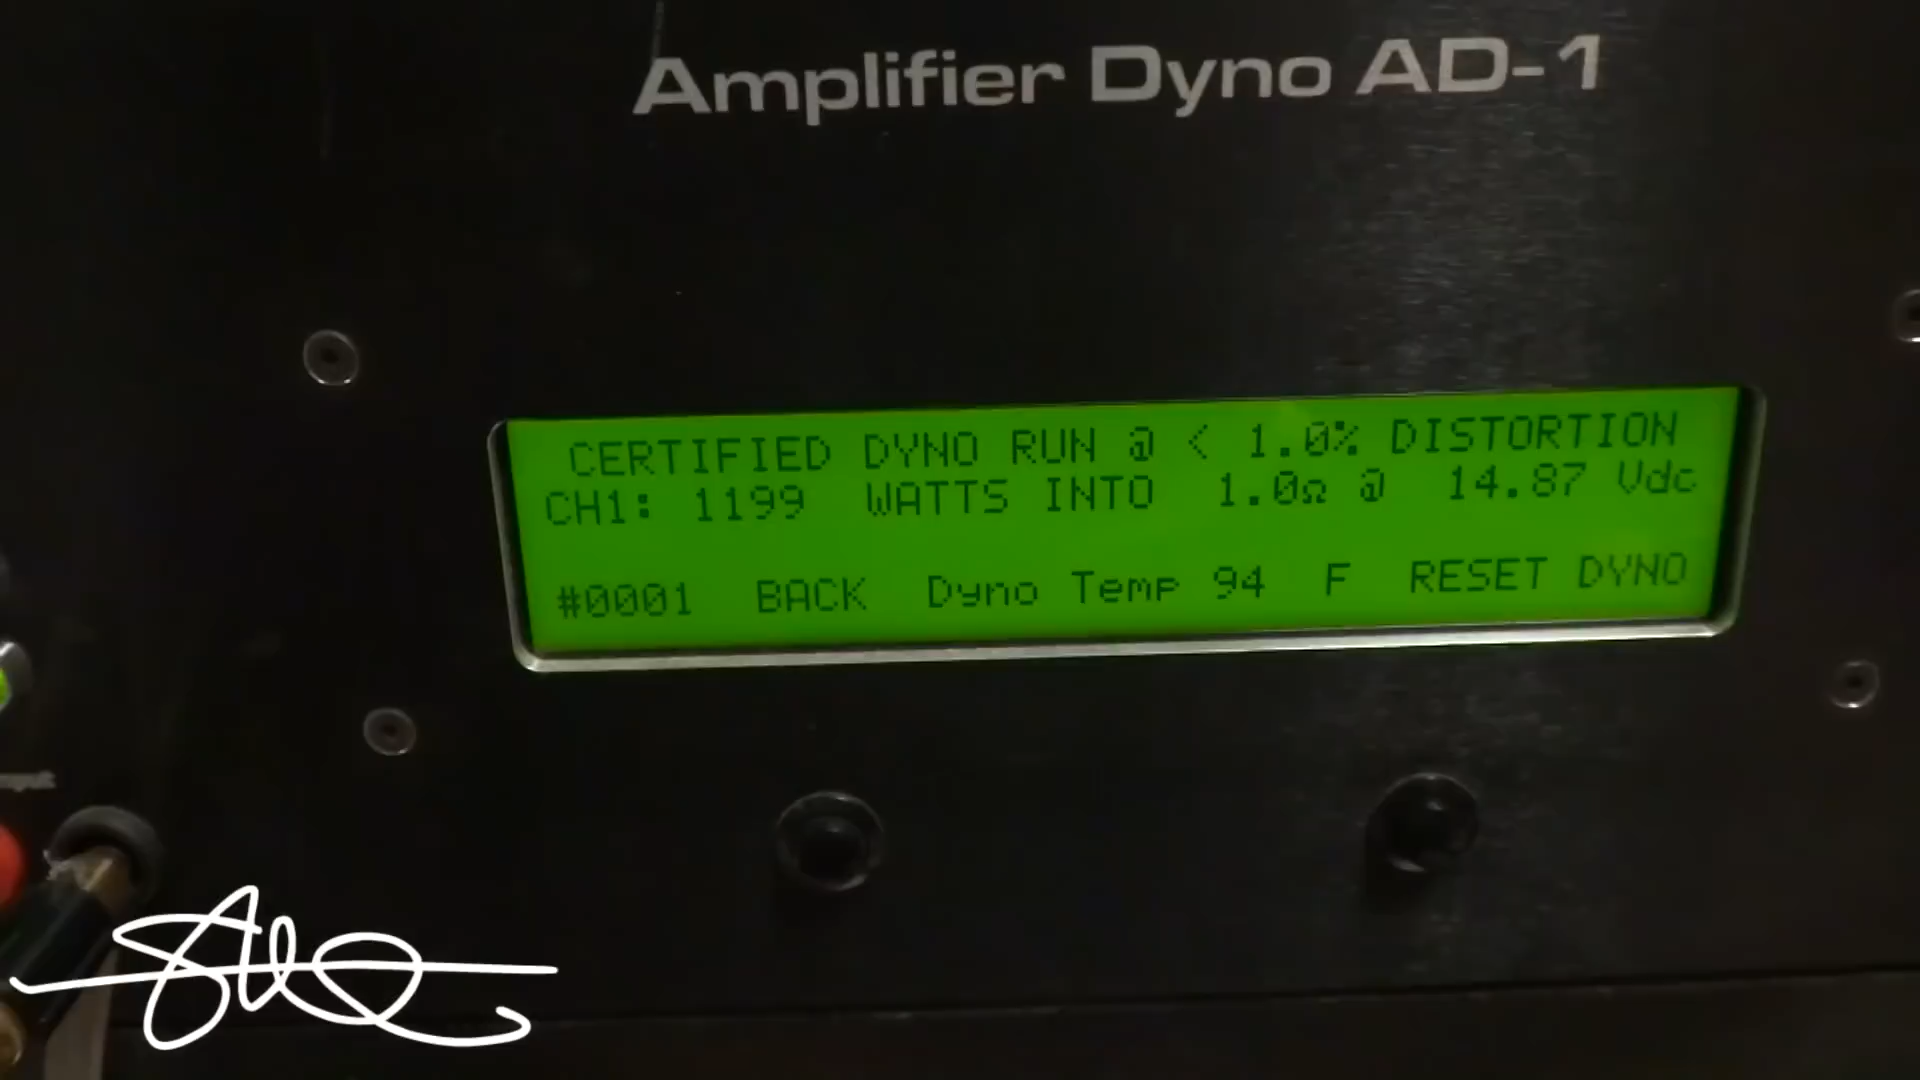 Amplifier Dyno AD-1
CERTIFIED DYNO RUN @ < 1.0% DISTORTION
CH1: 1199 WATTS INTO 1.0Ω @ 14.87 Vdc
#0001 BACK Dyno Temp 94 F RESET DYNO